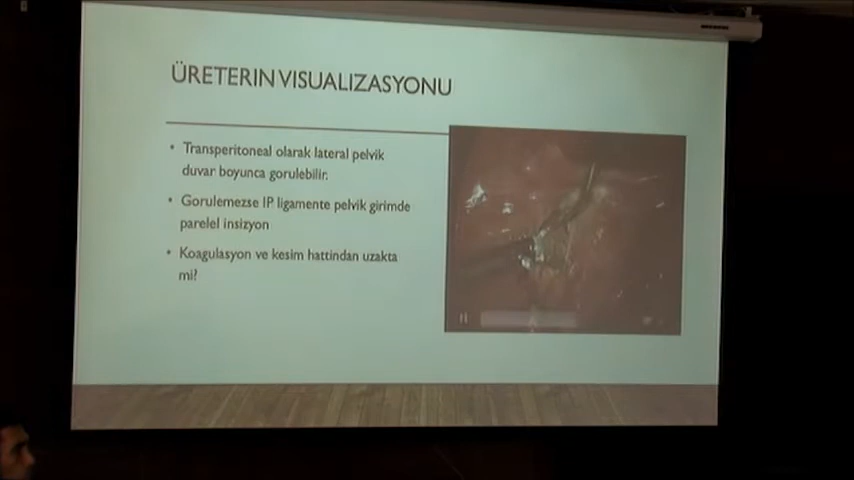 ÜRETERIN VISUALIZASYONU
• Transperitoneal olarak lateral pelvik
duvar boyunca gorulebilir.
• Gorulemezse IP ligamente pelvik girimde
parelel insizyon
• Koagulasyon ve kesim hattindan uzakta
mi?